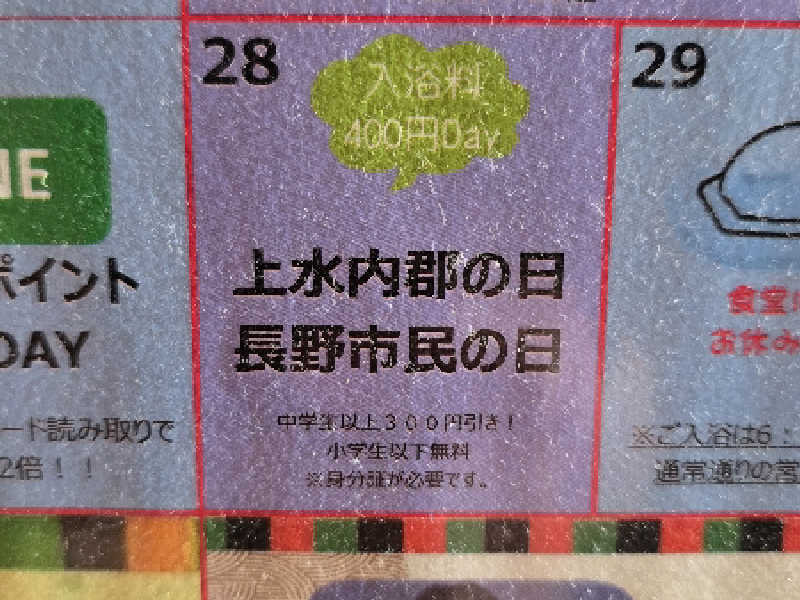 28
入浴料
400円Day
上水内郡の日
長野市民の日
中学生以上３００円引き！
小学生以下無料
※身分証が必要です。
NE
ポイント
DAY
ード読み取りで
2倍！！
29
食堂
お休み
※ご入浴は6：
通常通りの営